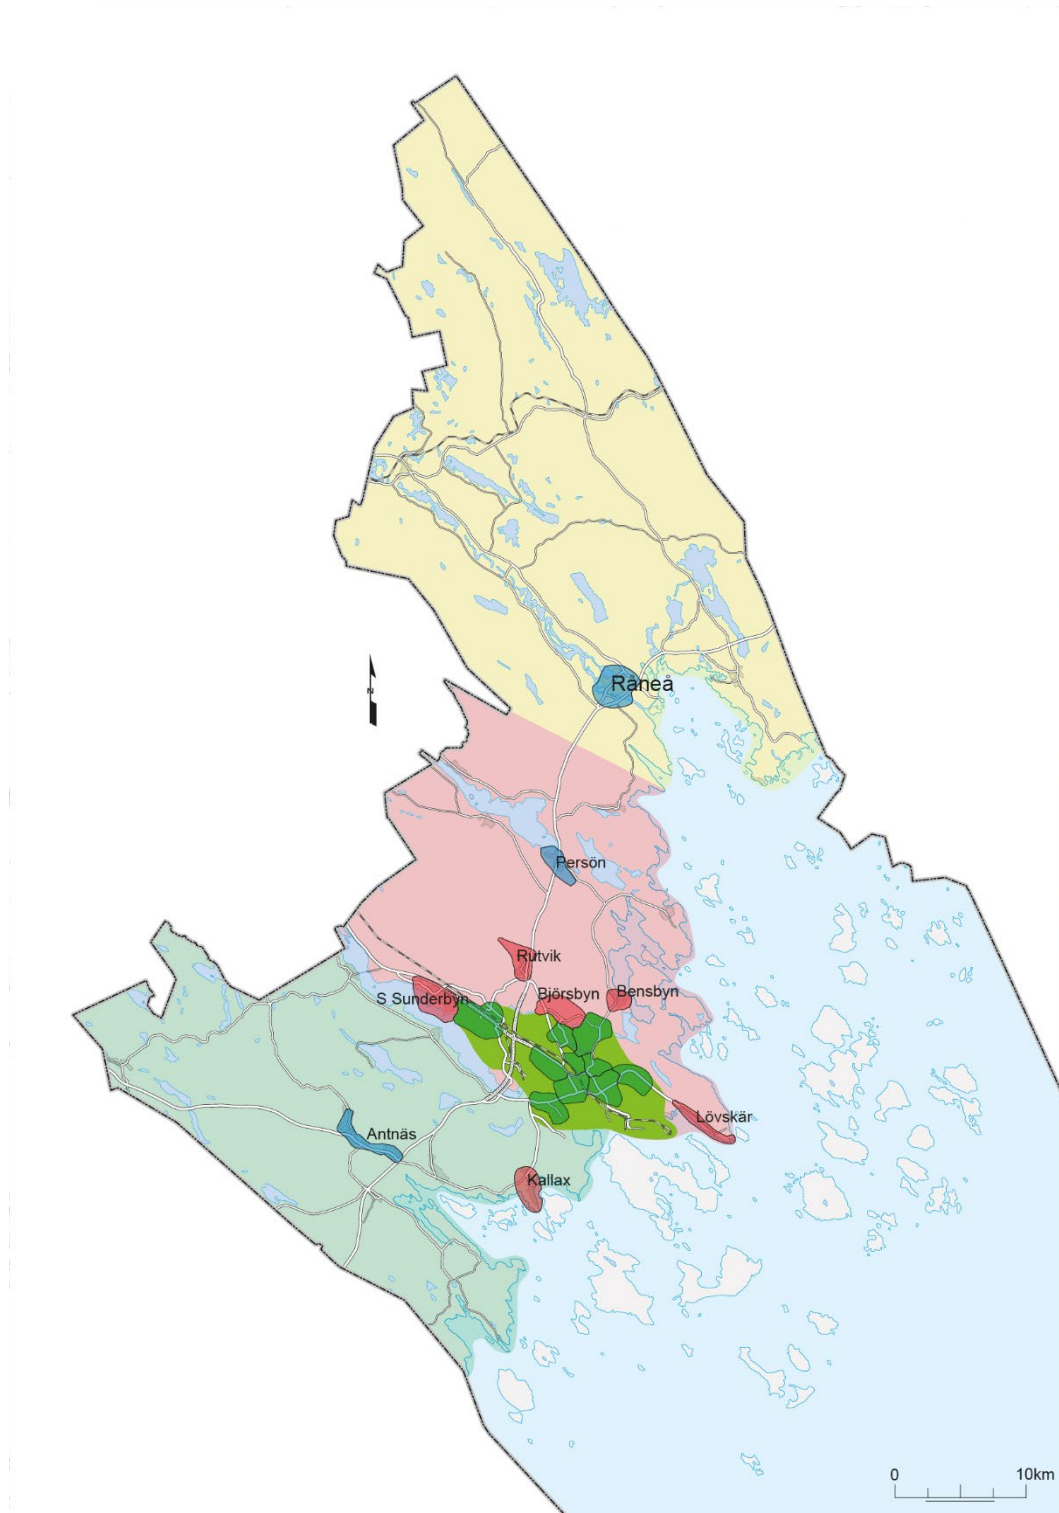 Råneå
N
Persön
Rutvik
S Sunderbyn
Björsbyn
Bensbyn
Lövskär
Antnäs
Kallax
0 10km